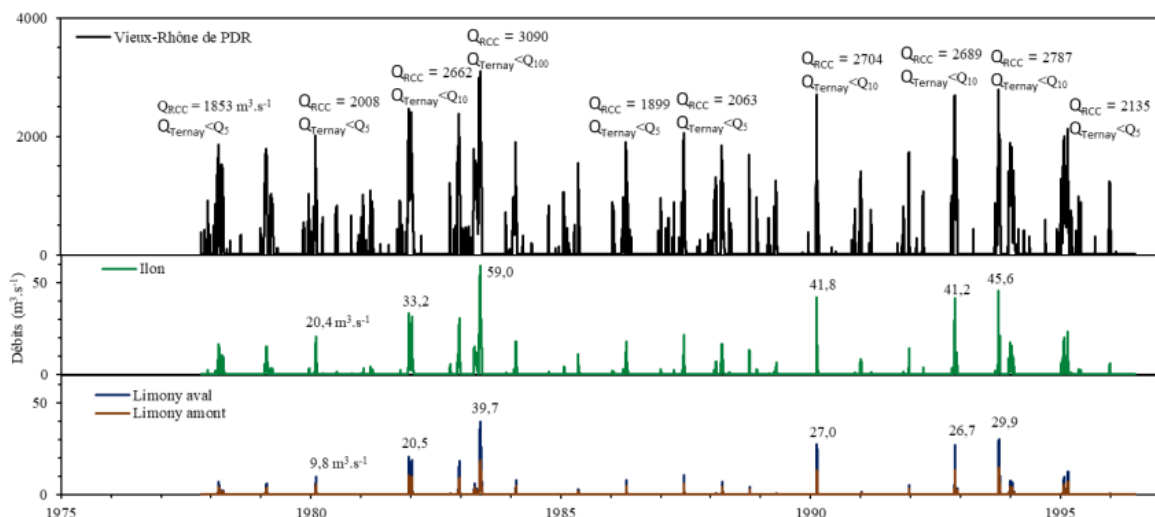 4000
2000
0
Vieux-Rhône de PDR
QRCC = 1853 m³.s⁻¹
QTernay<Q5
QRCC = 2008
QTernay<Q5
QRCC = 2662
QTernay<Q10
QRCC = 3090
QTernay<Q100
QRCC = 1899
QTernay<Q5
QRCC = 2063
QTernay<Q5
QRCC = 2704
QTernay<Q10
QRCC = 2689
QTernay<Q10
QRCC = 2787
QTernay<Q10
QRCC = 2135
QTernay<Q5
Débits (m³.s⁻¹)
50
0
Ilon
20,4 m³.s⁻¹
33,2
59,0
41,8
41,2
45,6
50
0
Limony aval
Limony amont
9,8 m³.s⁻¹
20,5
39,7
27,0
26,7
29,9
1975 1980 1985 1990 1995